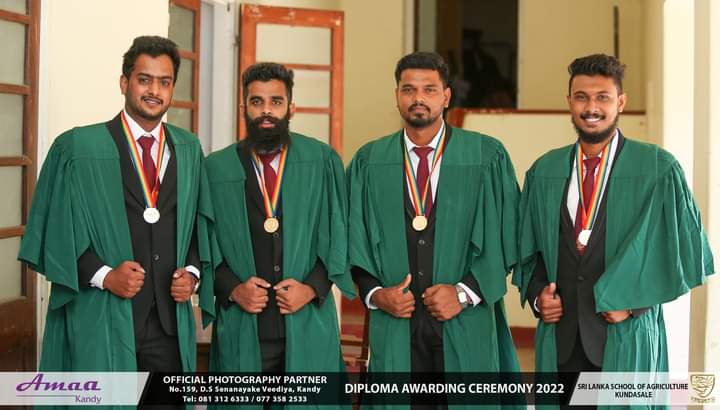 Amaa
Kandy
OFFICIAL PHOTOGRAPHY PARTNER
No.159, D.S Senanayake Veediya, Kandy
Tel: 081 312 6333 / 077 358 2533
DIPLOMA AWARDING CEREMONY 2022
SRI LANKA SCHOOL OF AGRICULTURE
KUNDASALE